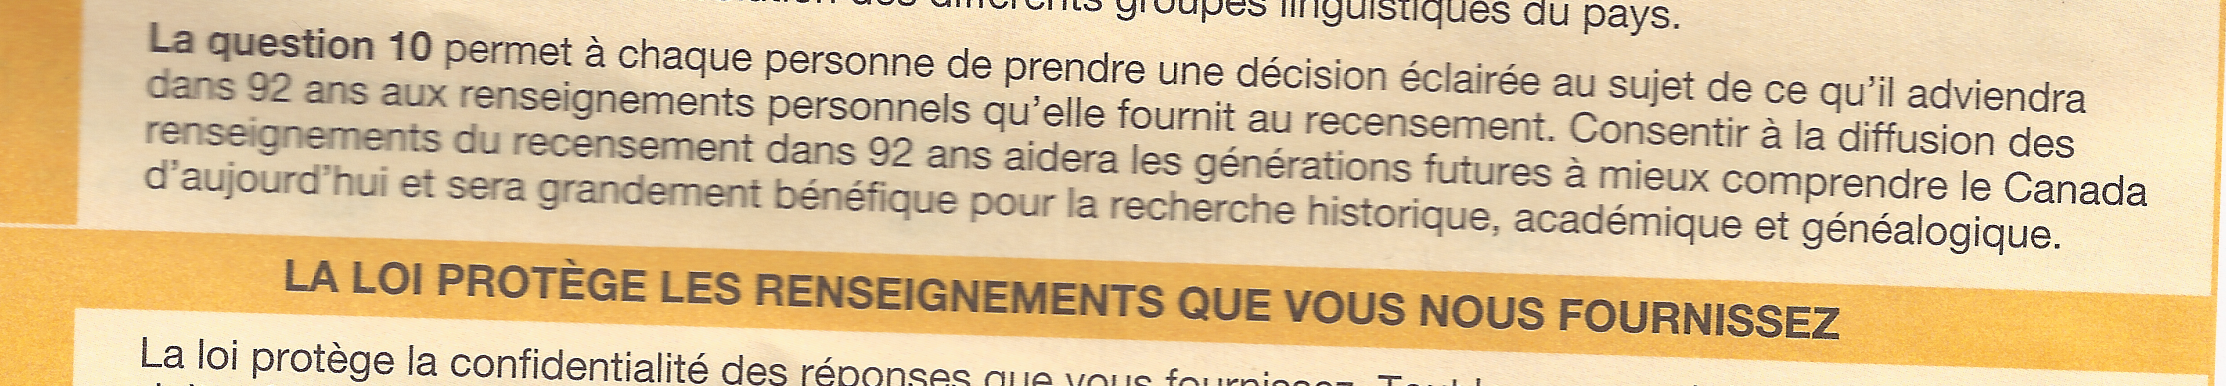 différents groupes linguistiques du pays.
La question 10 permet à chaque personne de prendre une décision éclairée au sujet de ce qu'il adviendra
dans 92 ans aux renseignements personnels qu'elle fournit au recensement. Consentir à la diffusion des
renseignements du recensement dans 92 ans aidera les générations futures à mieux comprendre le Canada
d'aujourd'hui et sera grandement bénéfique pour la recherche historique, académique et généalogique.
LA LOI PROTÈGE LES RENSEIGNEMENTS QUE VOUS NOUS FOURNISSEZ
La loi protège la confidentialité des réponses que vous fournissez.